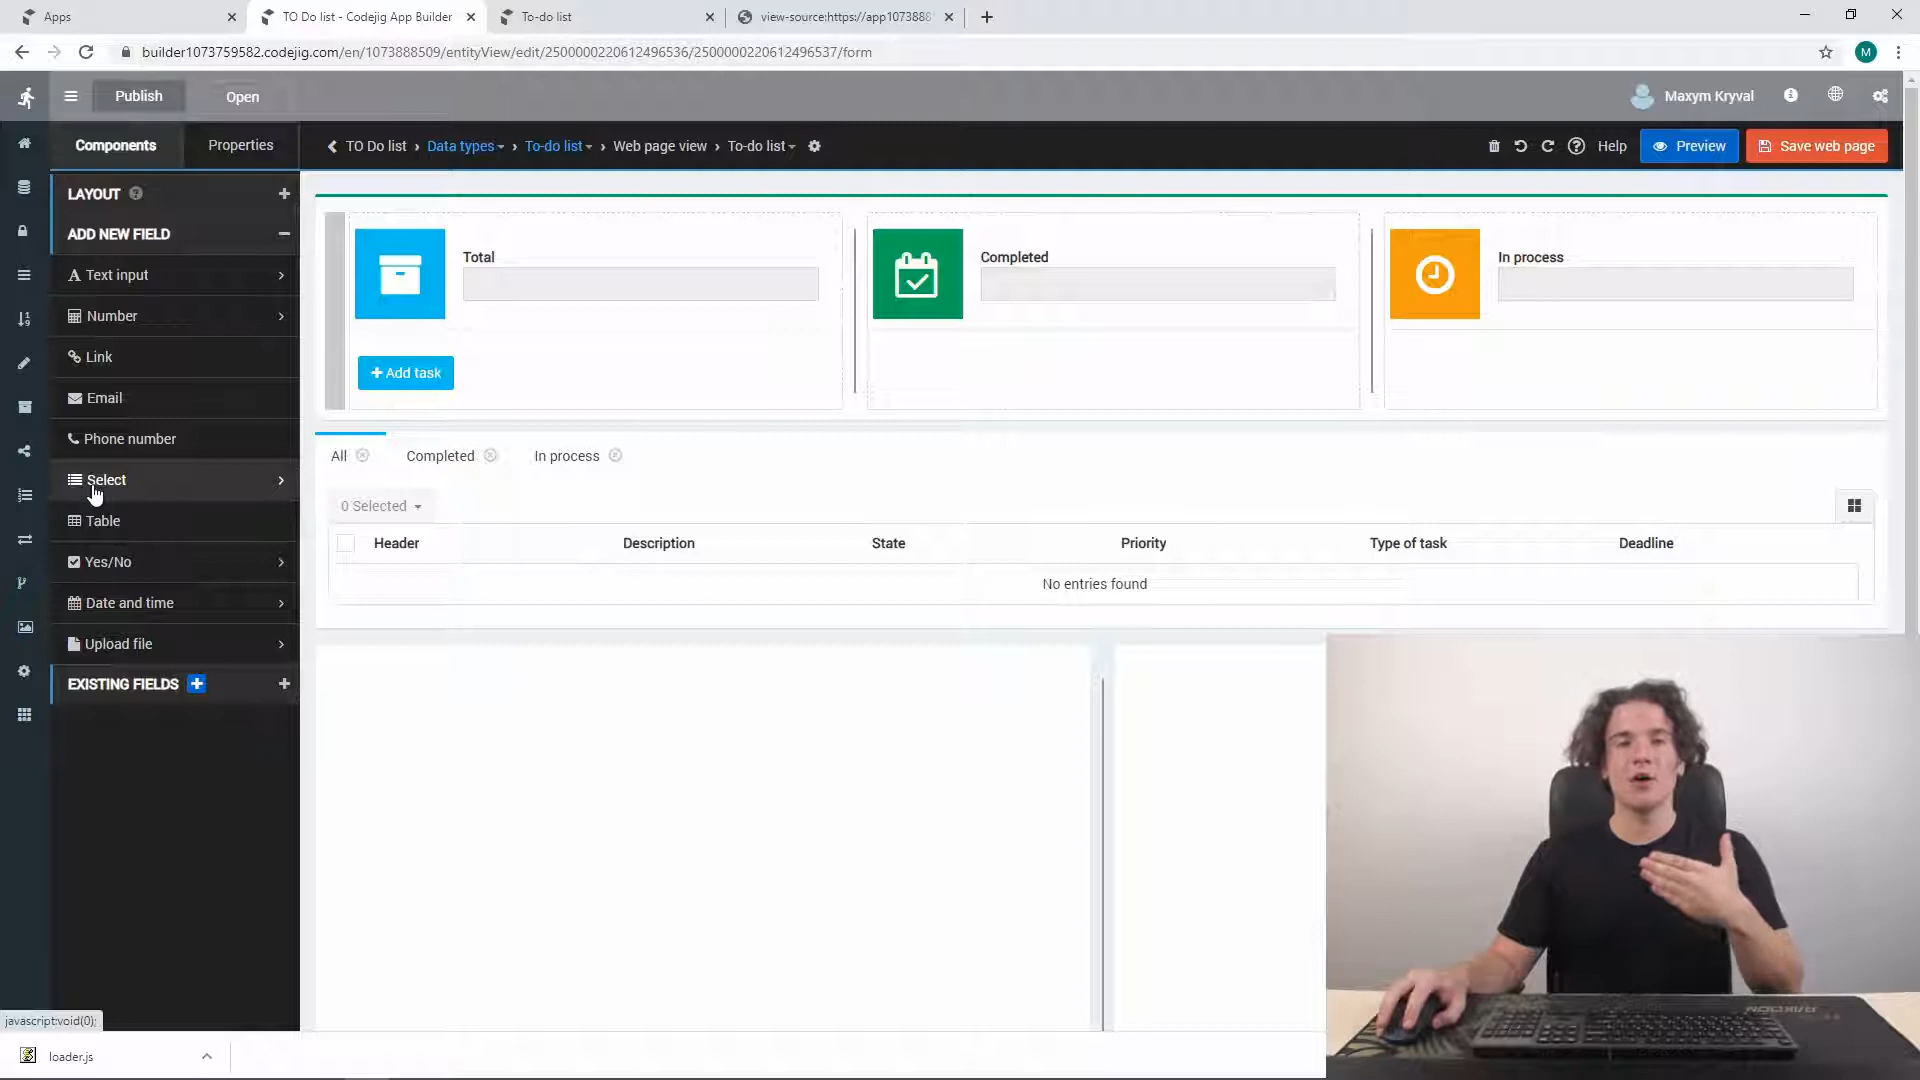 Apps
TO Do list - Codejig App Builder
To-do list
view-source:https://app1073888
builder1073759582.codejig.com/en/1073888509/entityView/edit/2500000220612496536/2500000220612496537/form
M
Publish
Open
Maxym Kryval
Components
Properties
TO Do list › Data types › To-do list › Web page view › To-do list
Help
Preview
Save web page
LAYOUT
ADD NEW FIELD
Text input
Number
Link
Email
Phone number
Select
Table
Yes/No
Date and time
Upload file
EXISTING FIELDS
Total
Completed
In process
+ Add task
All
Completed
In process
0 Selected
Header
Description
State
Priority
Type of task
Deadline
No entries found
javascript:void(0);
loader.js